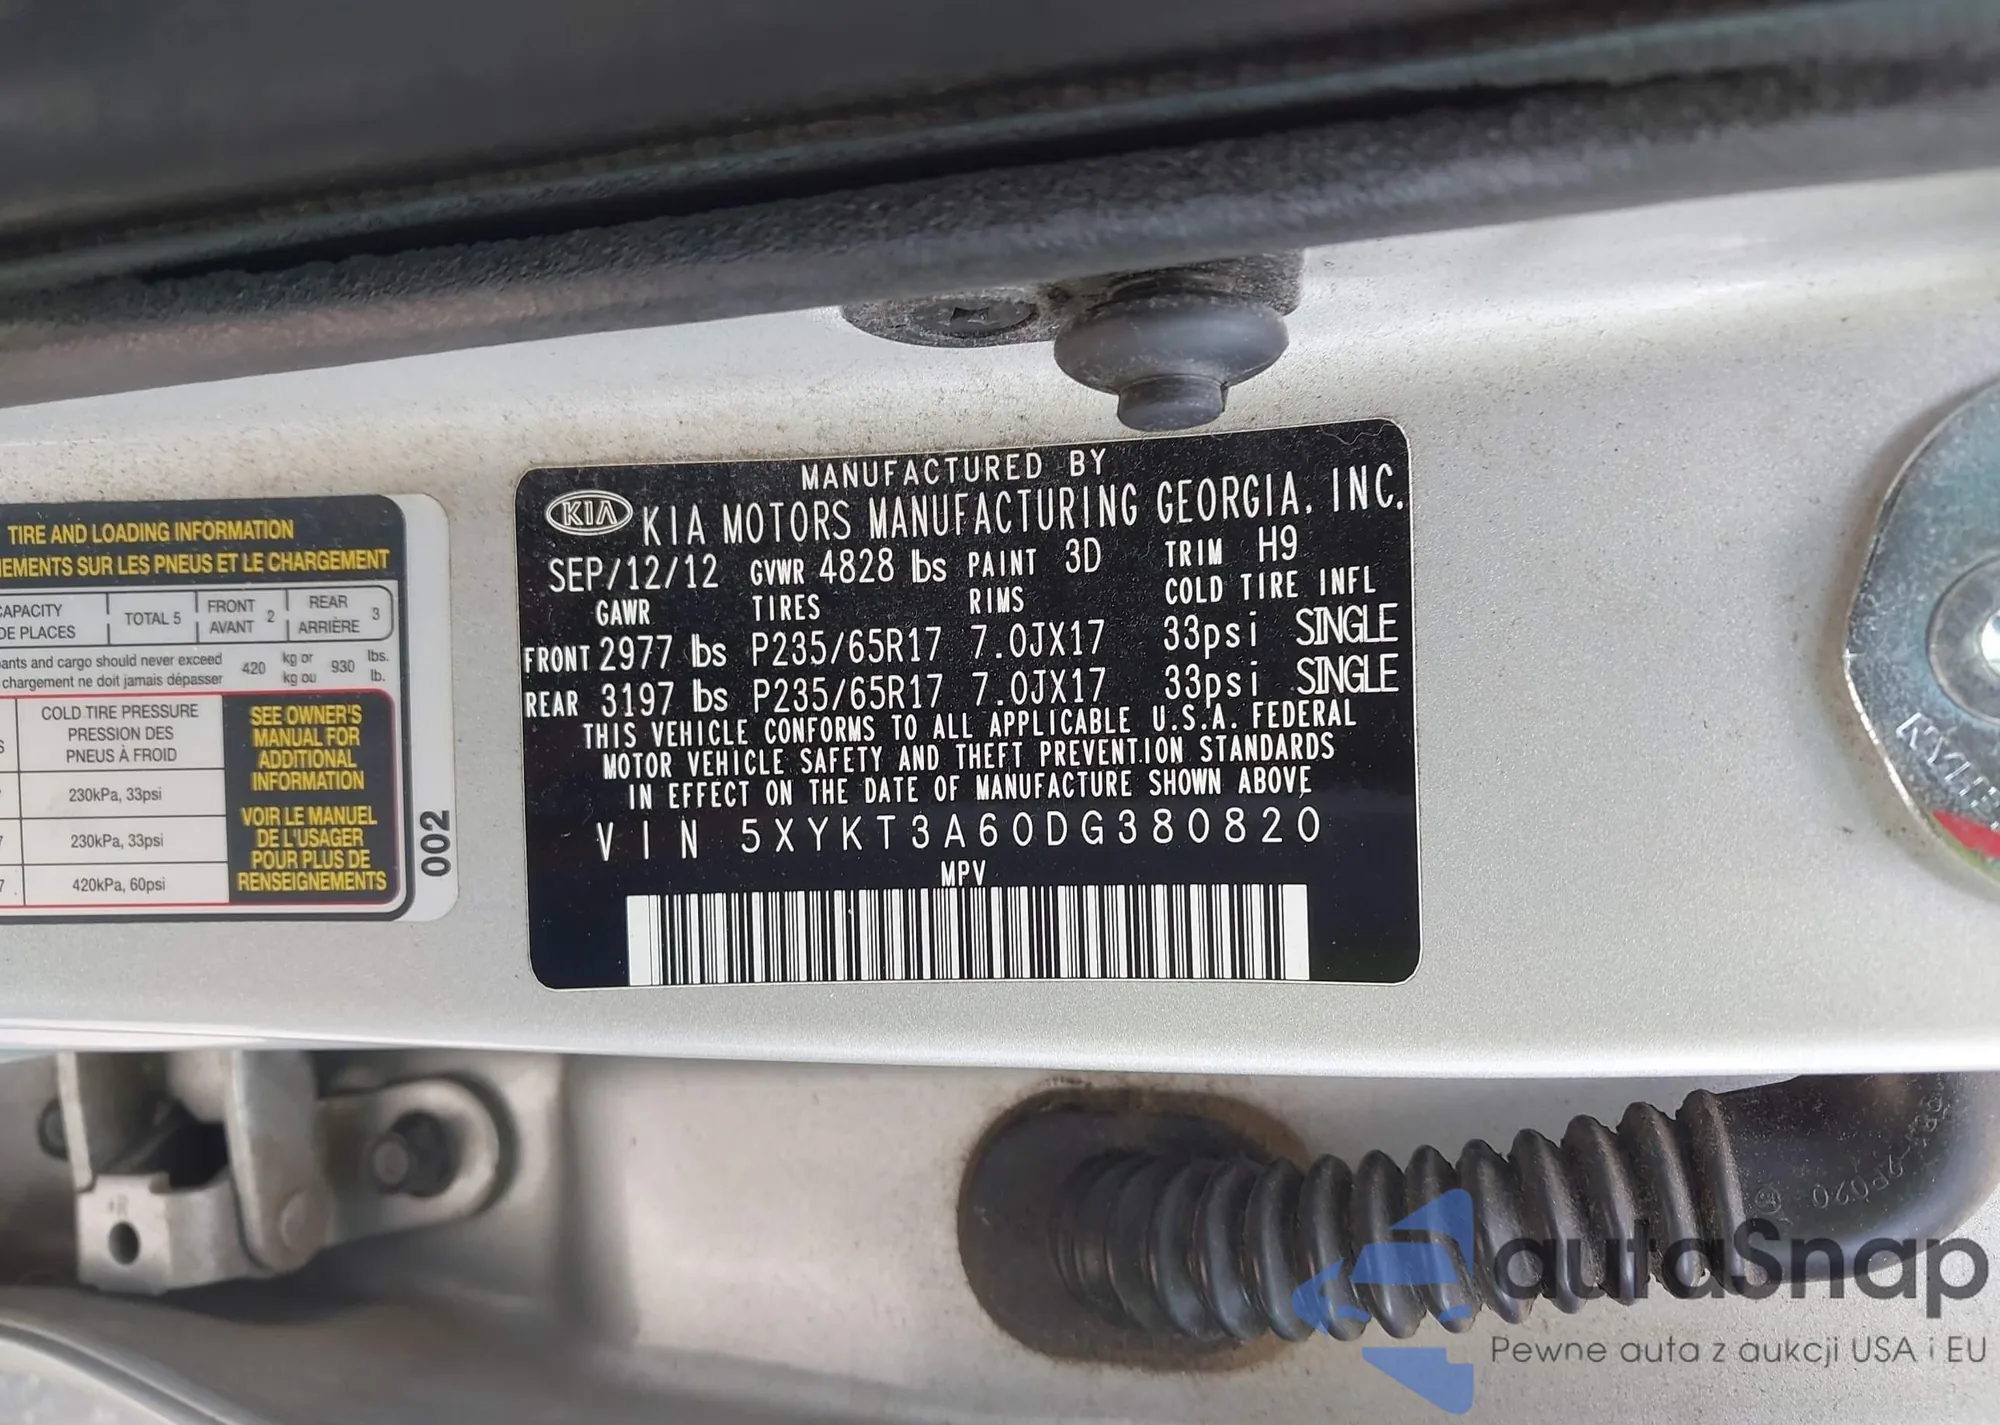 MANUFACTURED BY
KIA KIA MOTORS MANUFACTURING GEORGIA, INC.
SEP/12/12 GVWR 4828 lbs PAINT 3D TRIM H9
GAWR TIRES RIMS COLD TIRE INFL
FRONT 2977 lbs P235/65R17 7.0JX17 33psi SINGLE
REAR 3197 lbs P235/65R17 7.0JX17 33psi SINGLE
THIS VEHICLE CONFORMS TO ALL APPLICABLE U.S.A. FEDERAL
MOTOR VEHICLE SAFETY AND THEFT PREVENTION STANDARDS
IN EFFECT ON THE DATE OF MANUFACTURE SHOWN ABOVE
VIN 5XYKT3A60DG380820
MPV
TIRE AND LOADING INFORMATION
SUR LES PNEUS ET LE CHARGEMENT
TOTAL 5 FRONT 2 REAR 3
DE PLACES AVANT ARRIÈRE
and cargo should never exceed 420 kg or 930 lbs.
chargement ne doit jamais dépasser kg ou lb.
COLD TIRE PRESSURE
PRESSION DES
PNEUS À FROID
230kPa, 33psi
230kPa, 33psi
420kPa, 60psi
SEE OWNER'S
MANUAL FOR
ADDITIONAL
INFORMATION
VOIR LE MANUEL
DE L'USAGER
POUR PLUS DE
RENSEIGNEMENTS
002
autaSnap
Pewne auta z aukcji USA i EU